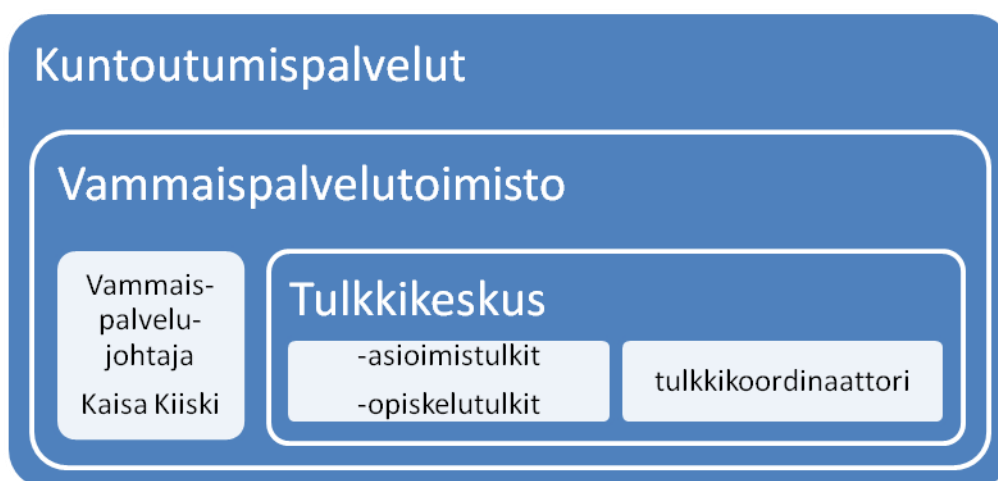 Kuntoutumispalvelut
Vammaispalvelutoimisto
Vammais-
palvelu-
johtaja
Kaisa Kiiski
Tulkkikeskus
-asioimistulkit
-opiskelutulkit
tulkkikoordinaattori